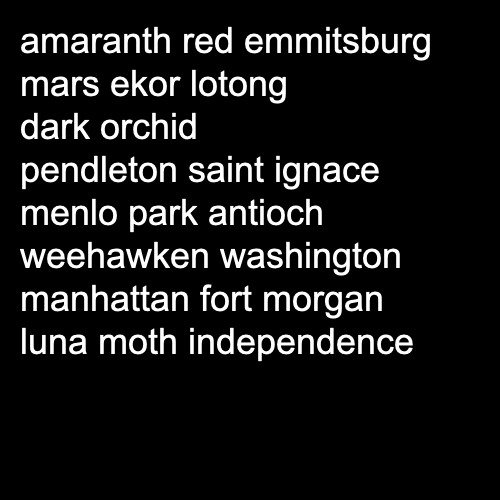 amaranth red emmitsburg
mars ekor lotong
dark orchid
pendleton saint ignace
menlo park antioch
weehawken washington
manhattan fort morgan
luna moth independence